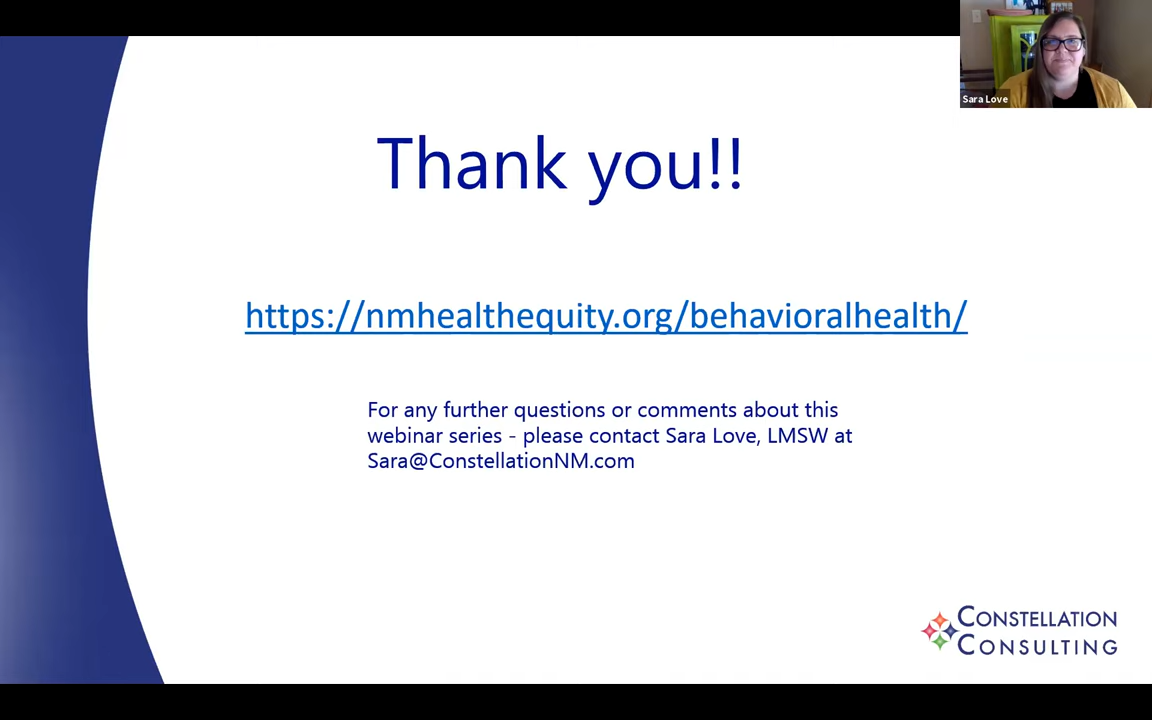 Sara Love
Thank you!!
https://nmhealthequity.org/behavioralhealth/
For any further questions or comments about this
webinar series - please contact Sara Love, LMSW at
Sara@ConstellationNM.com
CONSTELLATION
CONSULTING